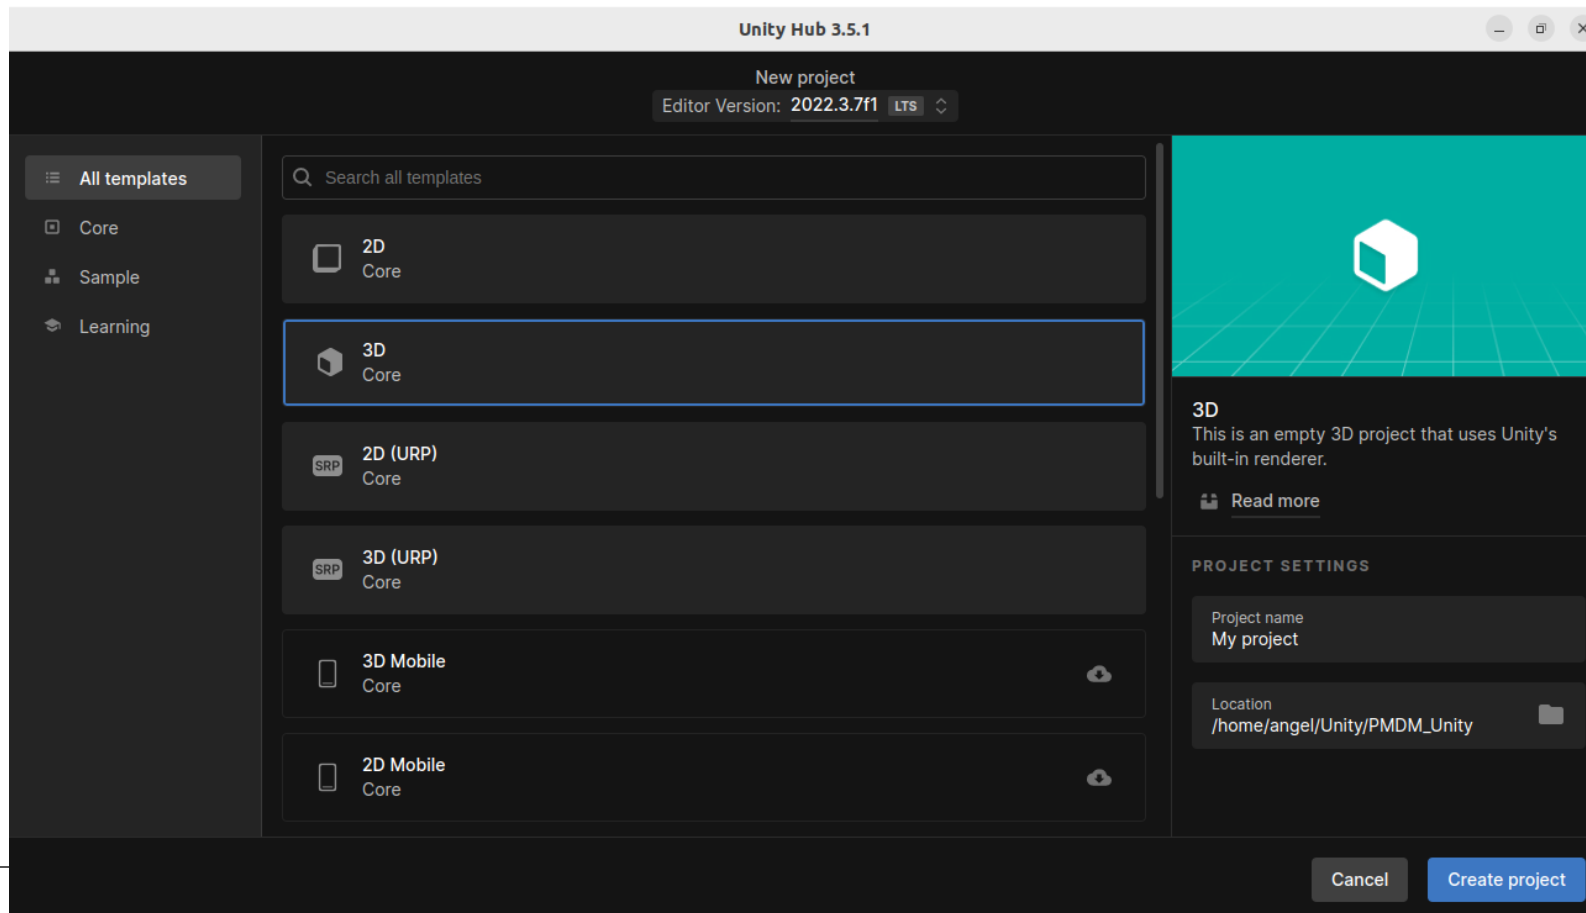 Unity Hub 3.5.1
New project
Editor Version: 2022.3.7f1 LTS
All templates
Core
Sample
Learning
Search all templates
2D
Core
3D
Core
SRP
2D (URP)
Core
SRP
3D (URP)
Core
3D Mobile
Core
2D Mobile
Core
3D
This is an empty 3D project that uses Unity's
built-in renderer.
Read more
PROJECT SETTINGS
Project name
My project
Location
/home/angel/Unity/PMDM_Unity
Cancel
Create project